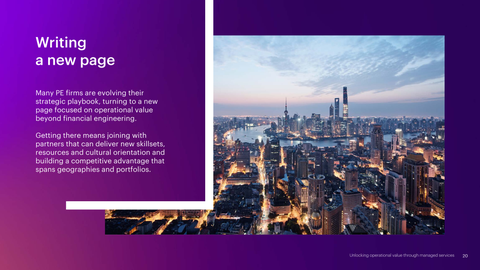 Writing
a new page
Many PE firms are evolving their
strategic playbook, turning to a new
page focused on operational value
beyond financial engineering.
Getting there means joining with
partners that can deliver new skillsets,
resources and cultural orientation and
building a competitive advantage that
spans geographies and portfolios.
Unlocking operational value through managed services 20